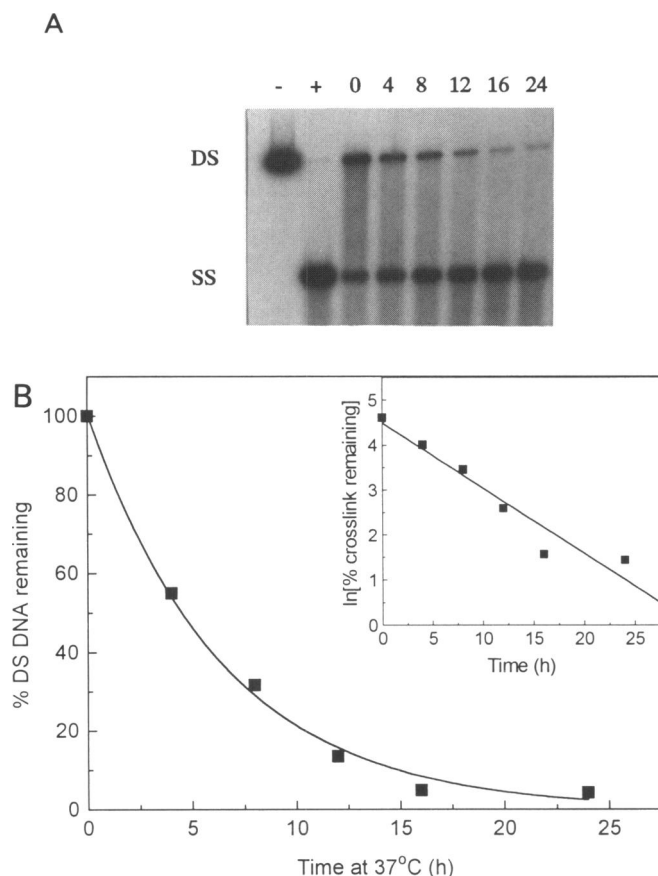 A
- + 0 4 8 12 16 24
DS
SS
B
% DS DNA remaining
100
80
60
40
20
0
0 5 10 15 20 25
Time at 37°C (h)
ln[% crosslink remaining]
5
4
3
2
1
0
0 5 10 15 20 25
Time (h)